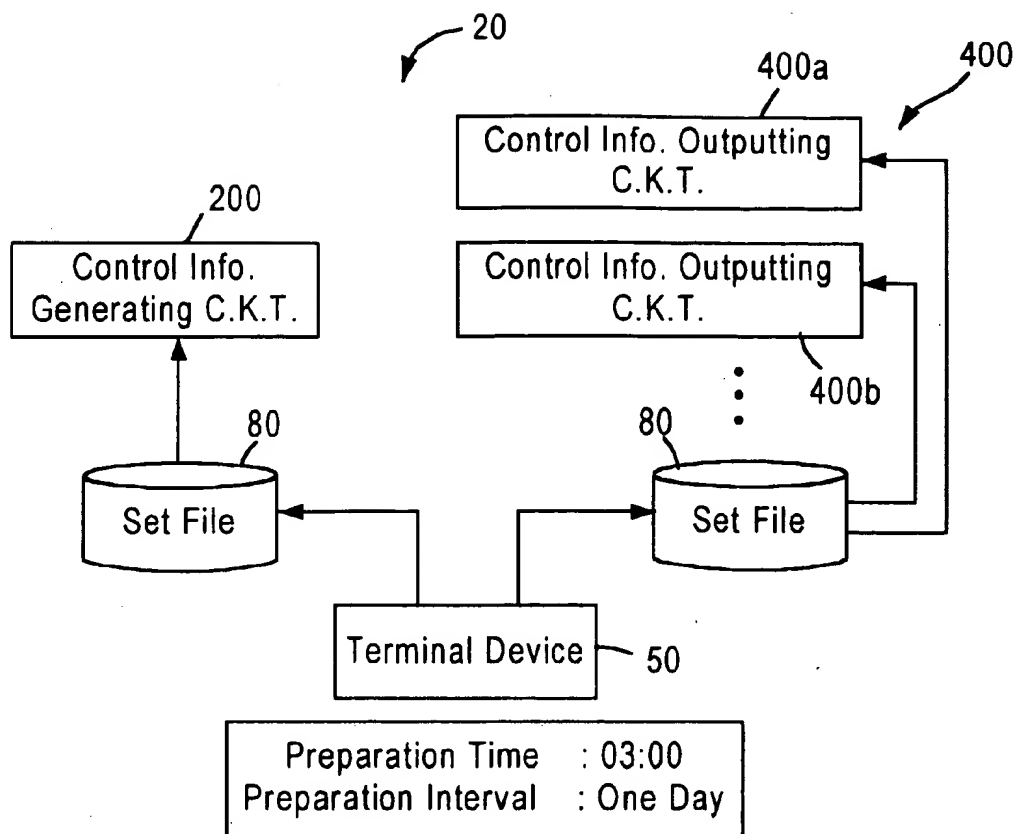 20
400a
400
Control Info. Outputting
C.K.T.
200
Control Info.
Generating C.K.T.
Control Info. Outputting
C.K.T.
400b
80
Set File
80
Set File
Terminal Device
50
Preparation Time : 03:00
Preparation Interval : One Day